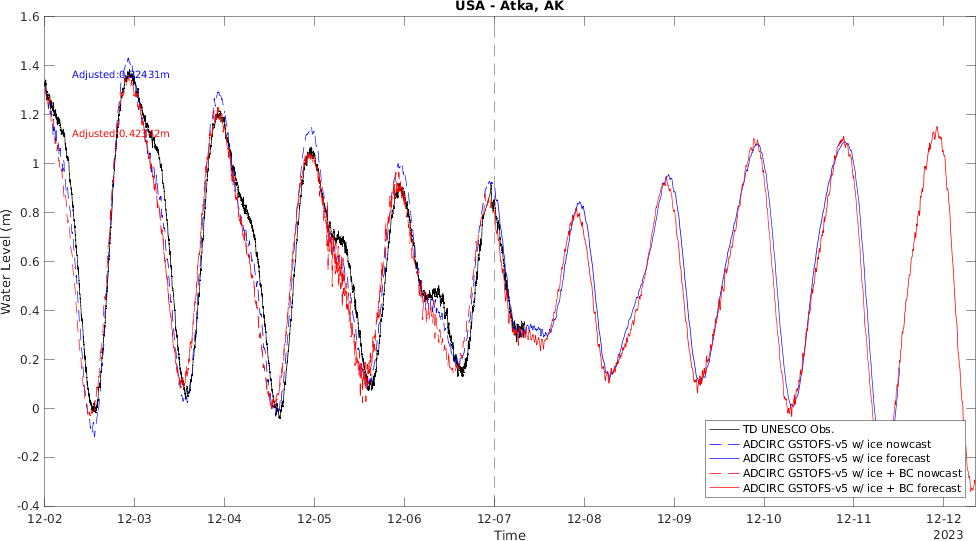 USA - Atka, AK
1.6
1.4
1.2
1
0.8
0.6
0.4
0.2
0
-0.2
-0.4
Water Level (m)
12-02
12-03
12-04
12-05
12-06
12-07
12-08
12-09
12-10
12-11
12-12
2023
Time
TD UNESCO Obs.
ADCIRC GSTOFS-v5 w/ ice nowcast
ADCIRC GSTOFS-v5 w/ ice forecast
ADCIRC GSTOFS-v5 w/ ice + BC nowcast
ADCIRC GSTOFS-v5 w/ ice + BC forecast